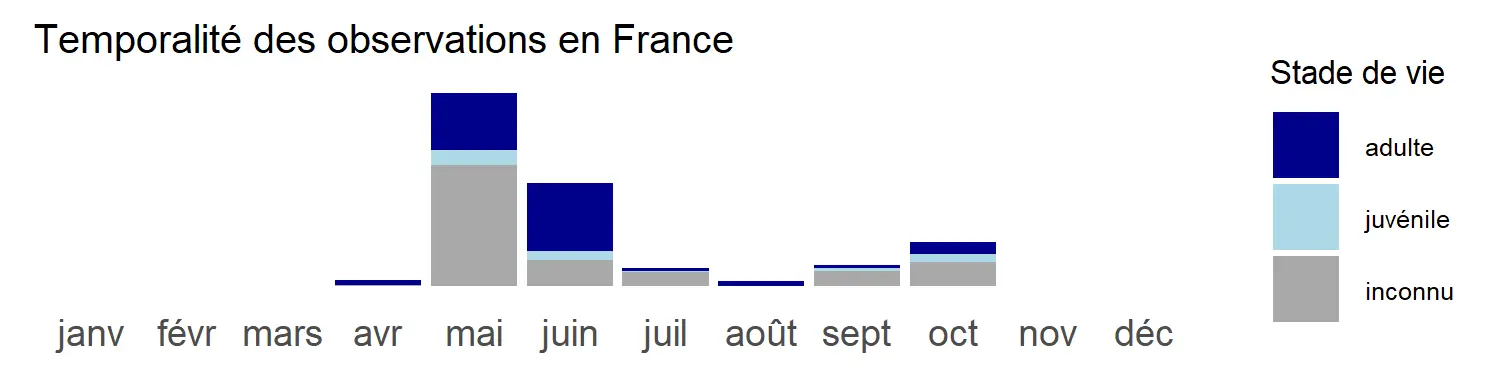 Temporalité des observations en France
Stade de vie
adulte
juvénile
inconnu
janv févr mars avr mai juin juil août sept oct nov déc